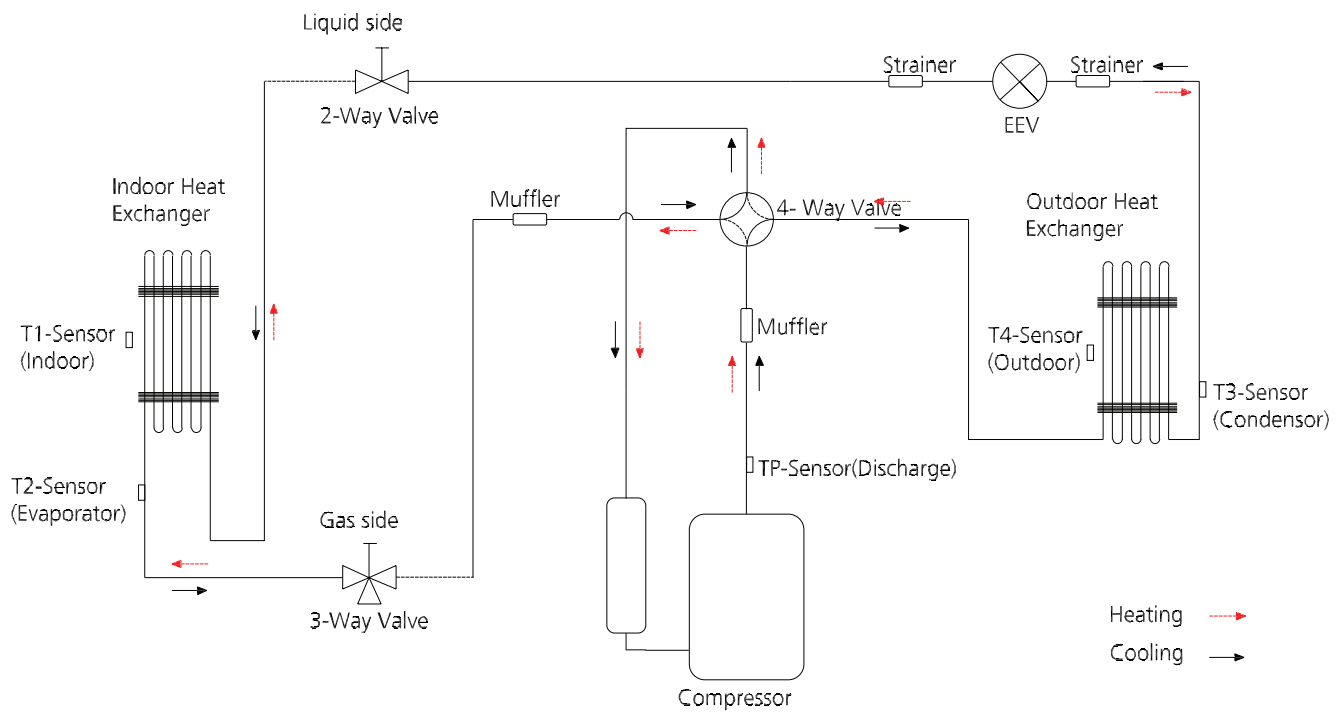 Liquid side
2-Way Valve
Strainer
EEV
Strainer
Indoor Heat
Exchanger
Muffler
4- Way Valve
Outdoor Heat
Exchanger
T1-Sensor
(Indoor)
Muffler
T4-Sensor
(Outdoor)
T3-Sensor
(Condensor)
TP-Sensor(Discharge)
T2-Sensor
(Evaporator)
Gas side
3-Way Valve
Compressor
Heating
Cooling